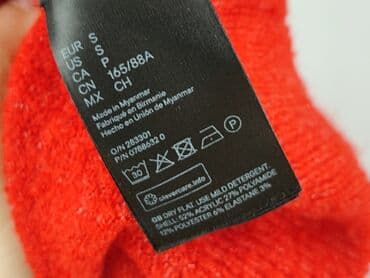 EUR S
US S
CA P
CN 165/88A
MX CH
Made in Myanmar
Fabriqué en Birmanie
Hecho en Unión de Myanmar
O/N 283301
P/N 0788632 0
30
P
clevercare.info
GB DRY FLAT. USE MILD DETERGENT.
SHELL: 52% ACRYLIC 27% POLYAMIDE
12% POLYESTER 6% ELASTANE 3%